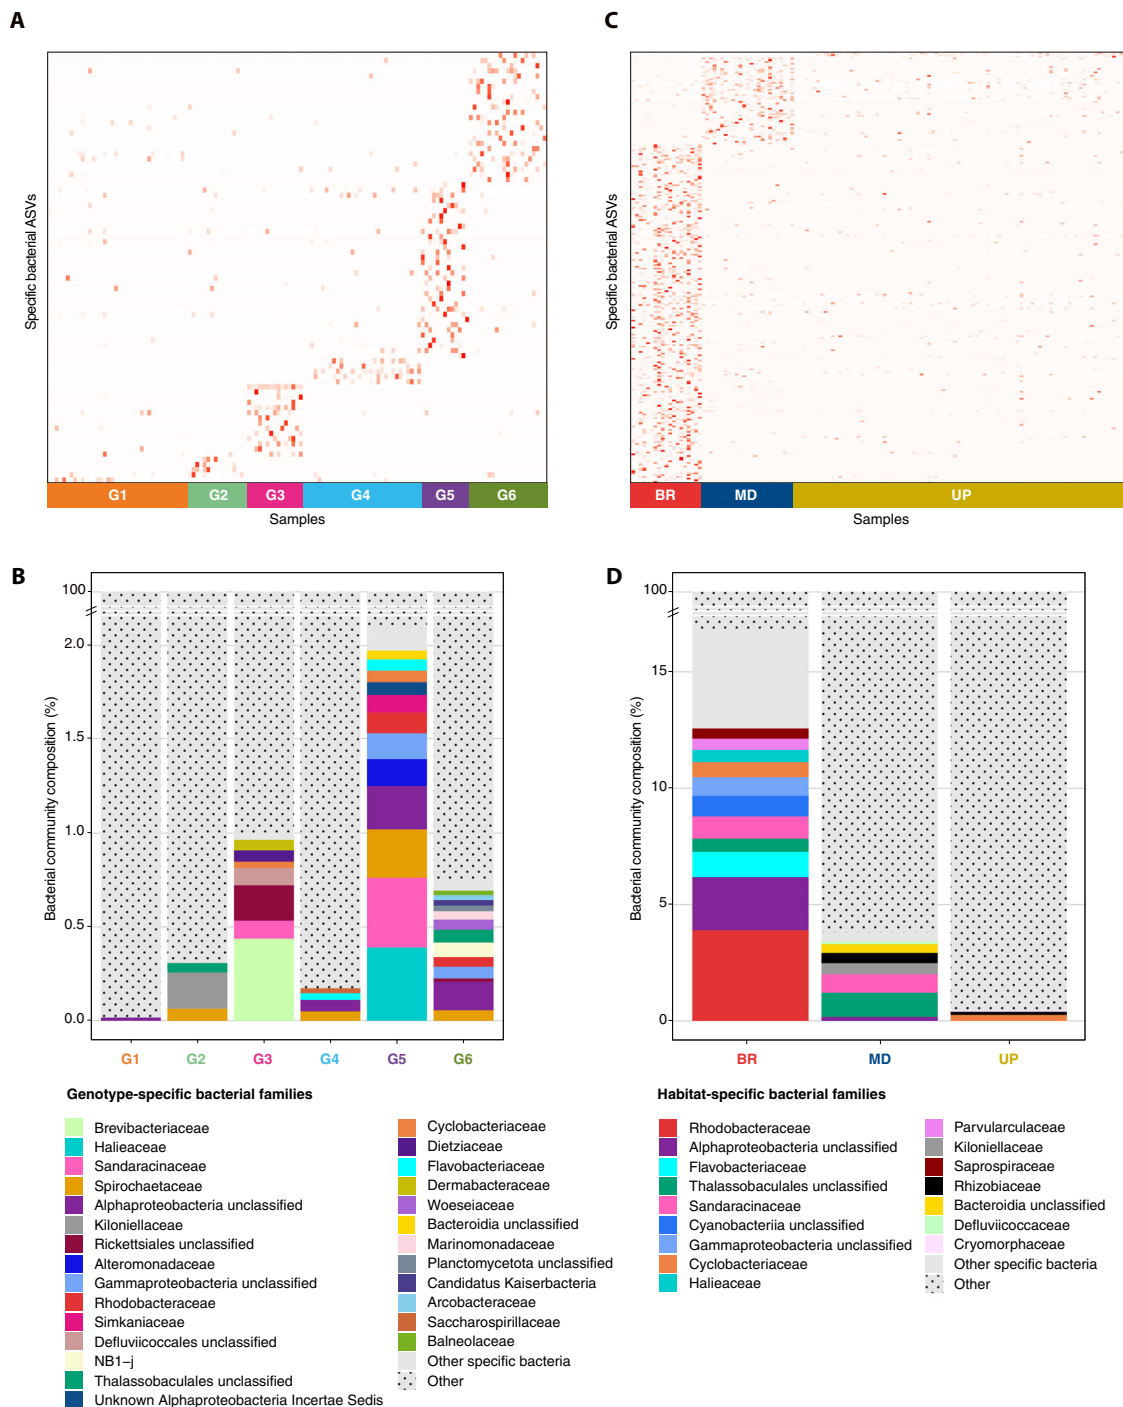 A
C
Specific bacterial ASVs
Specific bacterial ASVs
G1 G2 G3 G4 G5 G6
BR MD UP
Samples
Samples
B
D
Bacterial community composition (%)
100
2.0
1.5
1.0
0.5
0.0
G1 G2 G3 G4 G5 G6
Bacterial community composition (%)
100
15
10
5
0
BR MD UP
Genotype-specific bacterial families
Brevibacteriaceae
Halieaceae
Sandaracinaceae
Spirochaetaceae
Alphaproteobacteria unclassified
Kiloniellaceae
Rickettsiales unclassified
Alteromonadaceae
Gammaproteobacteria unclassified
Rhodobacteraceae
Simkaniaceae
Defluviicoccales unclassified
NB1-j
Thalassobaculales unclassified
Unknown Alphaproteobacteria Incertae Sedis
Cyclobacteriaceae
Dietziaceae
Flavobacteriaceae
Dermabacteraceae
Woeseiaceae
Bacteroidia unclassified
Marinomonadaceae
Planctomycetota unclassified
Candidatus Kaiserbacteria
Arcobacteraceae
Saccharospirillaceae
Balneolaceae
Other specific bacteria
Other
Habitat-specific bacterial families
Rhodobacteraceae
Alphaproteobacteria unclassified
Flavobacteriaceae
Thalassobaculales unclassified
Sandaracinaceae
Cyanobacteriia unclassified
Gammaproteobacteria unclassified
Cyclobacteriaceae
Halieaceae
Parvularculaceae
Kiloniellaceae
Saprospiraceae
Rhizobiaceae
Bacteroidia unclassified
Defluviicoccaceae
Cryomorphaceae
Other specific bacteria
Other